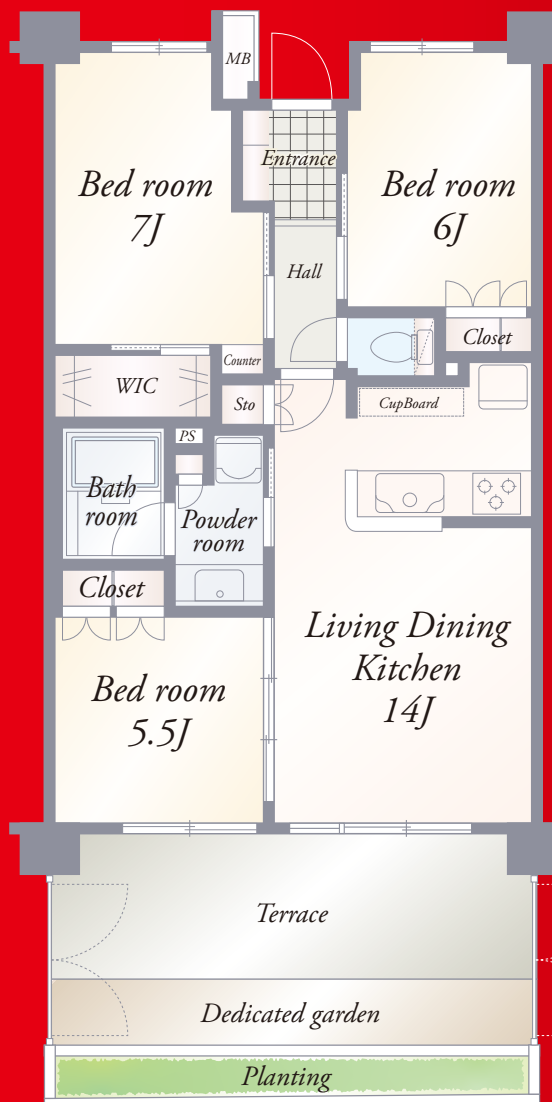 MB
Entrance
Bed room
7J
Bed room
6J
Hall
Closet
Counter
WIC
Sto
CupBoard
PS
Bath
room
Powder
room
Closet
Living Dining
Kitchen
14J
Bed room
5.5J
Terrace
Dedicated garden
Planting